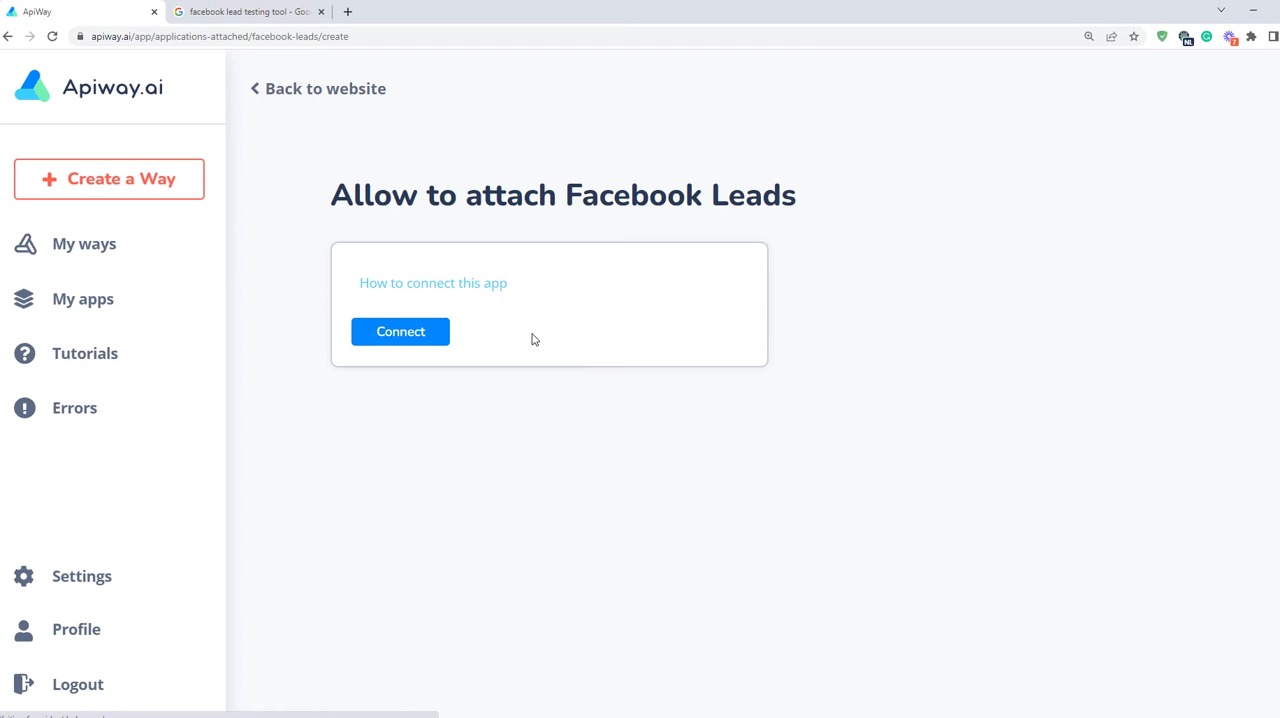 ApiWay
facebook lead testing tool - Goo
apiway.ai/app/applications-attached/facebook-leads/create
NL
7
Apiway.ai
Back to website
Create a Way
Allow to attach Facebook Leads
My ways
How to connect this app
My apps
Connect
Tutorials
Errors
Settings
Profile
Logout